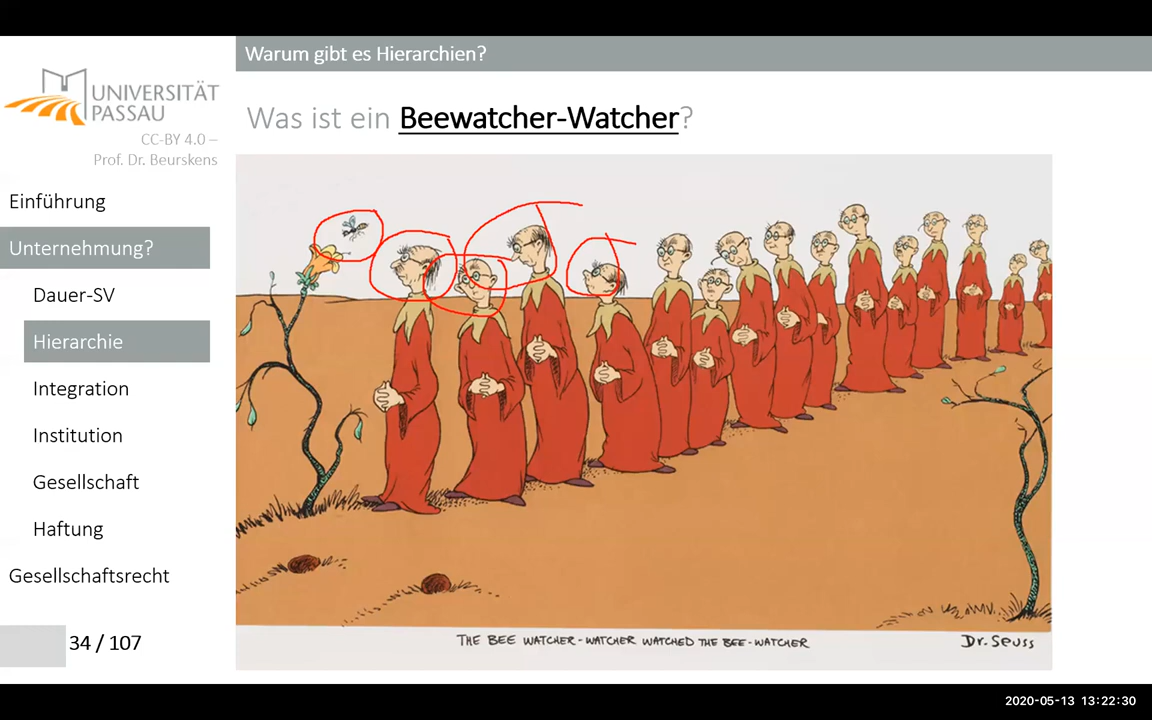 Warum gibt es Hierarchien?
UNIVERSITÄT
PASSAU
CC-BY 4.0 –
Prof. Dr. Beurskens
Was ist ein Beewatcher-Watcher?
Einführung
Unternehmung?
Dauer-SV
Hierarchie
Integration
Institution
Gesellschaft
Haftung
Gesellschaftsrecht
34 / 107
THE BEE WATCHER-WATCHER WATCHED THE BEE-WATCHER
Dr. Seuss
2020-05-13 13:22:30